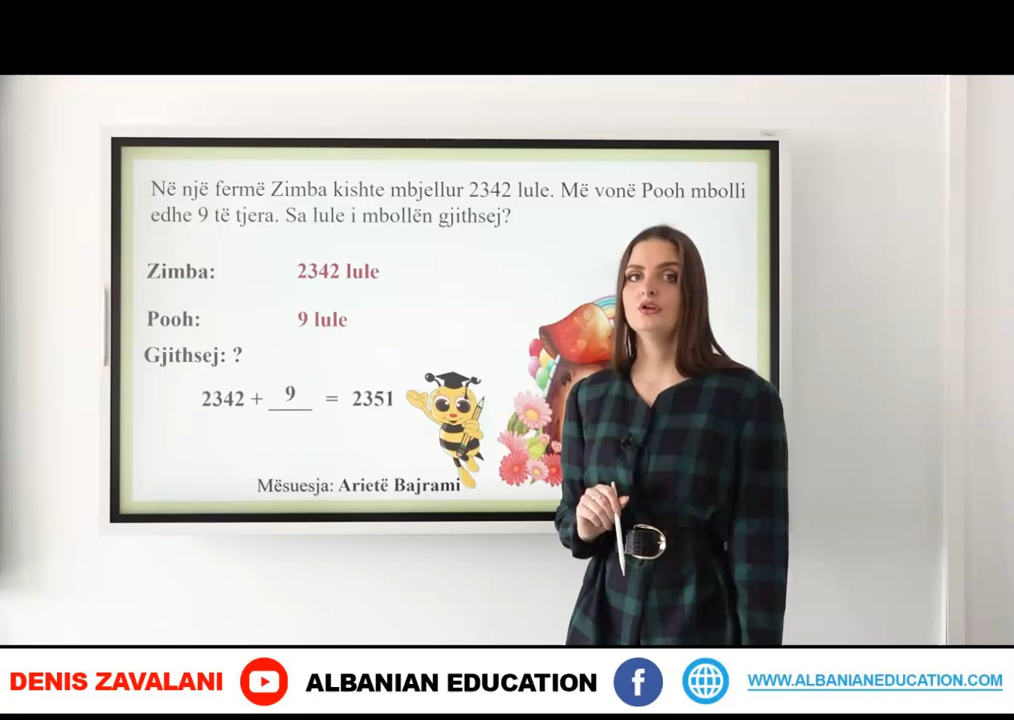 Në një fermë Zimba kishte mbjellur 2342 lule. Më vonë Pooh mbolli
edhe 9 të tjera. Sa lule i mbollën gjithsej?
Zimba: 2342 lule
Pooh: 9 lule
Gjithsej: ?
2342 + 9 = 2351
Mësuesja: Arietë Bajrami
DENIS ZAVALANI ALBANIAN EDUCATION f WWW.ALBANIANEDUCATION.COM